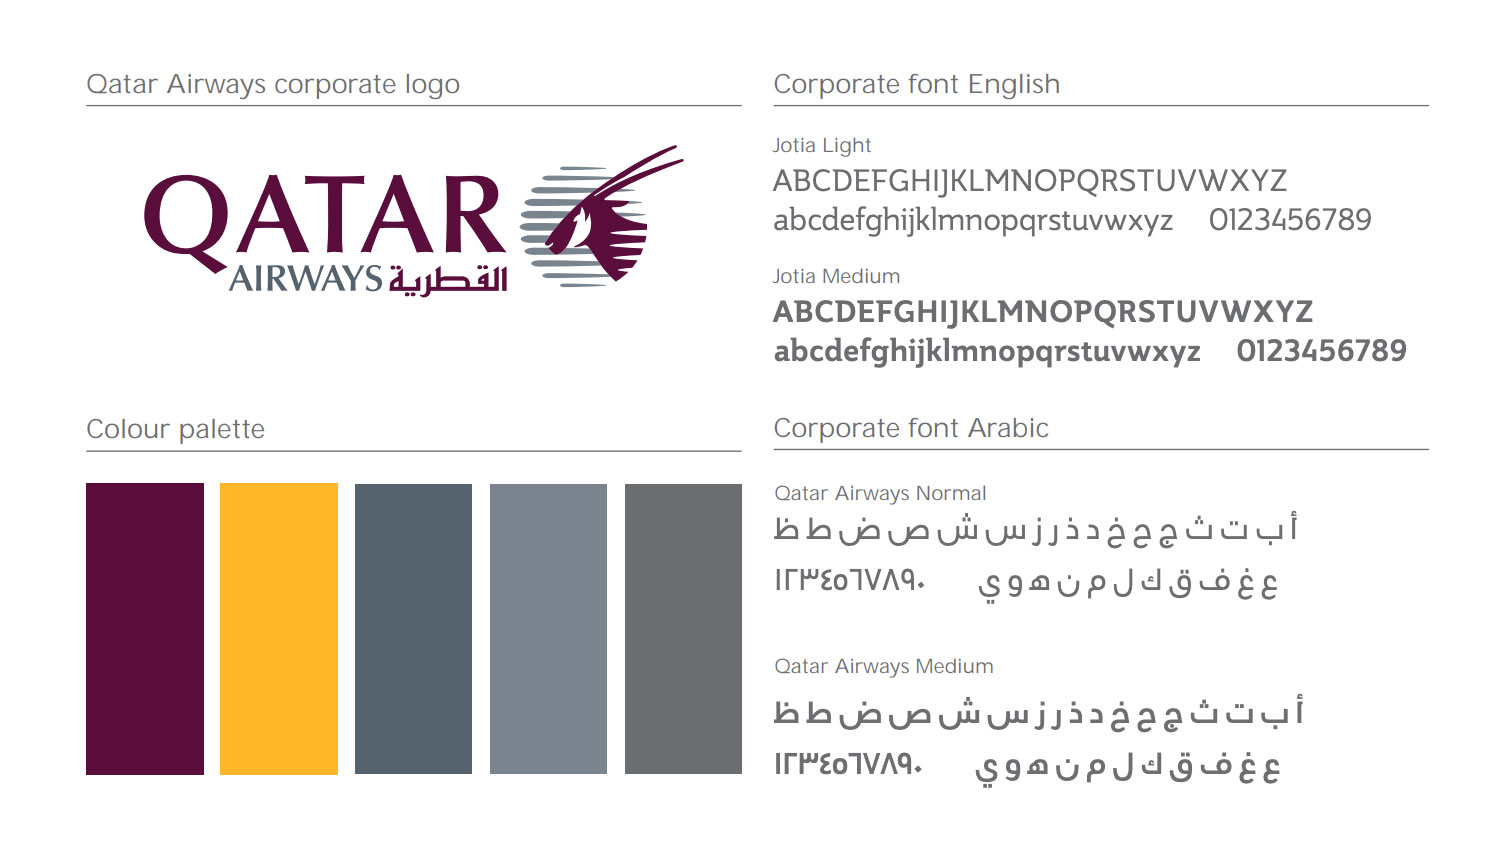 Qatar Airways corporate logo
QATAR
AIRWAYS القطرية
Colour palette
Corporate font English
Jotia Light
ABCDEFGHIJKLMNOPQRSTUVWXYZ
abcdefghijklmnopqrstuvwxyz 0123456789
Jotia Medium
ABCDEFGHIJKLMNOPQRSTUVWXYZ
abcdefghijklmnopqrstuvwxyz 0123456789
Corporate font Arabic
Qatar Airways Normal
أ ب ت ث ج ح خ د ذ ر ز س ش ص ض ط ظ
ع غ ف ق ك ل م ن ه و ي ١٢٣٤٥٦٧٨٩٠
Qatar Airways Medium
أ ب ت ث ج ح خ د ذ ر ز س ش ص ض ط ظ
ع غ ف ق ك ل م ن ه و ي ١٢٣٤٥٦٧٨٩٠